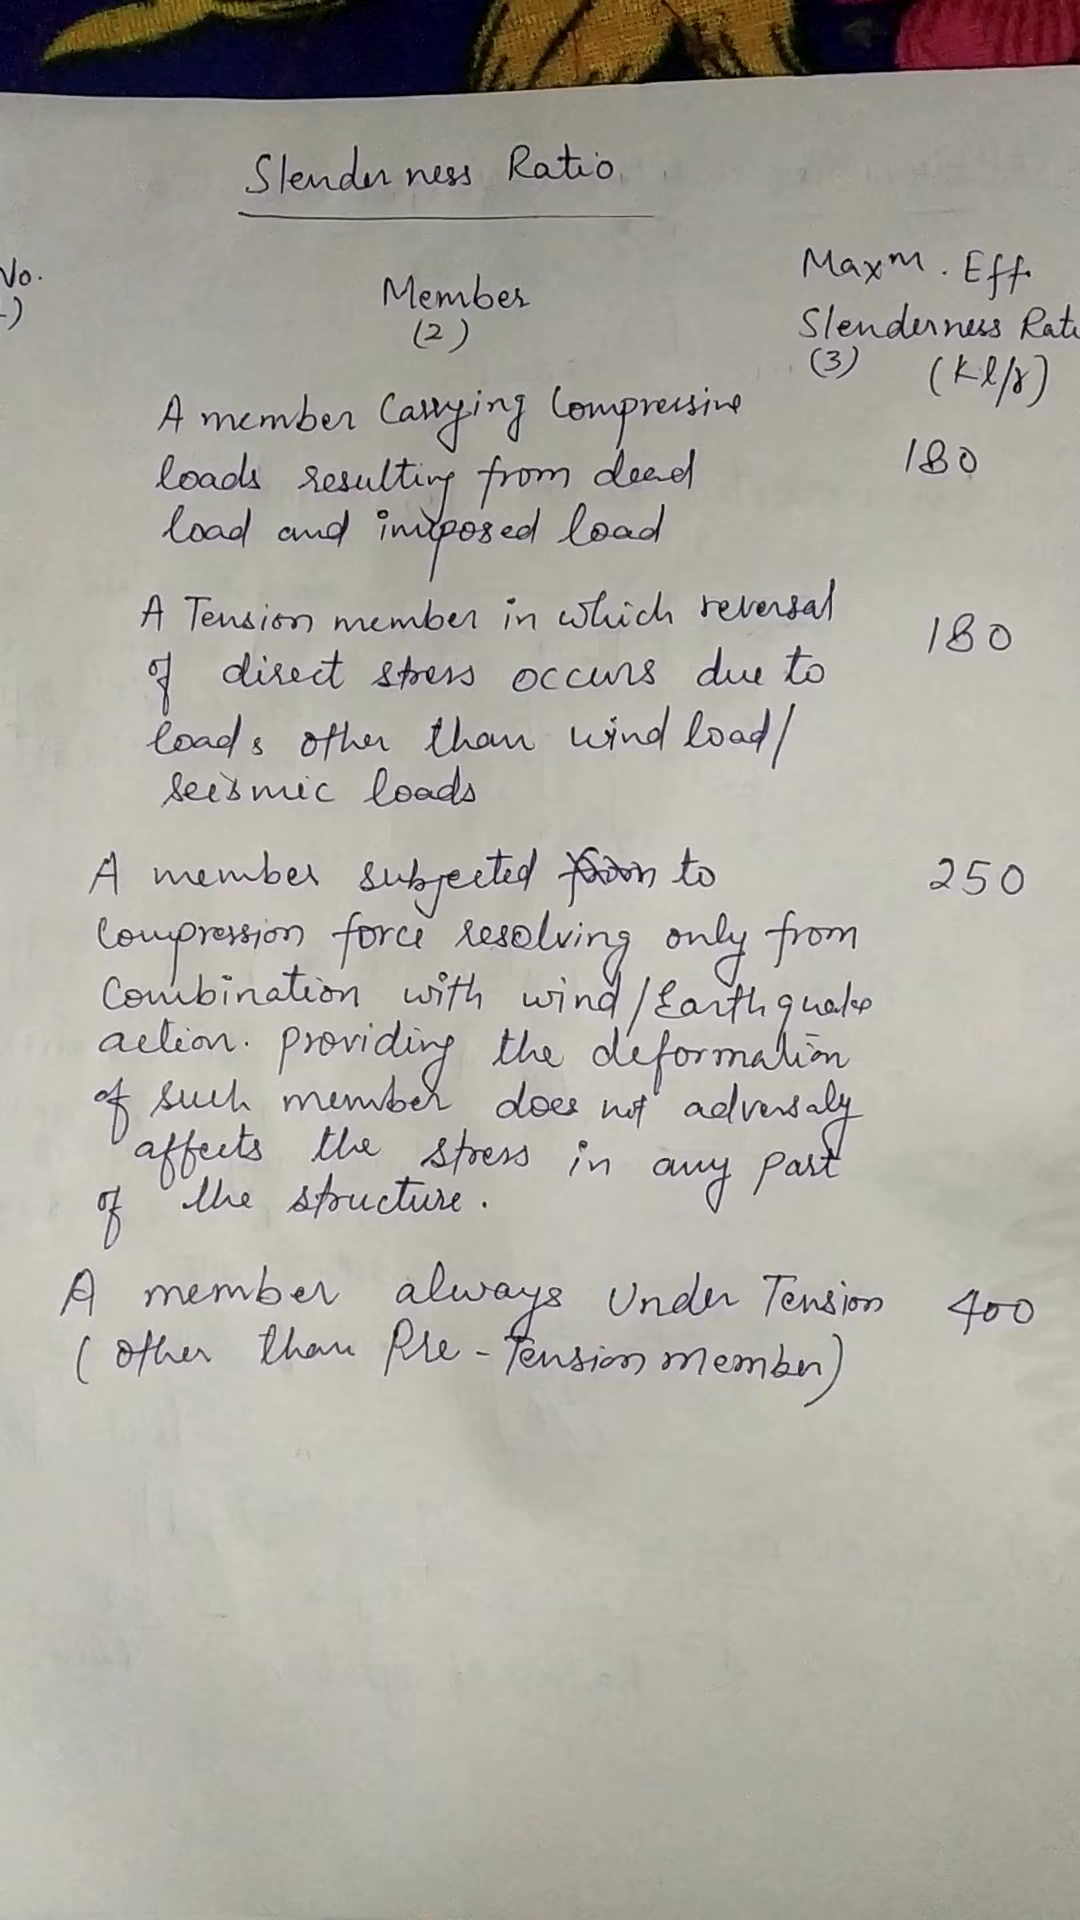 Slenderness Ratio
No.
Member
Maxm. Eff.
(2)
Slenderness Rati
(3) (Kl/r)
A member Carrying Compressive
loads resulting from dead
load and imposed load
180
A Tension member in which reversal
of direct stress occurs due to
loads other than wind load/
seismic loads
180
A member subjected to
Compression force resolving only from
Combination with wind/Earthquake
action. providing the deformation
of such member does not adversaly
affects the stress in any part
of the structure.
250
A member always Under Tension
(other than Pre-Tension member)
400